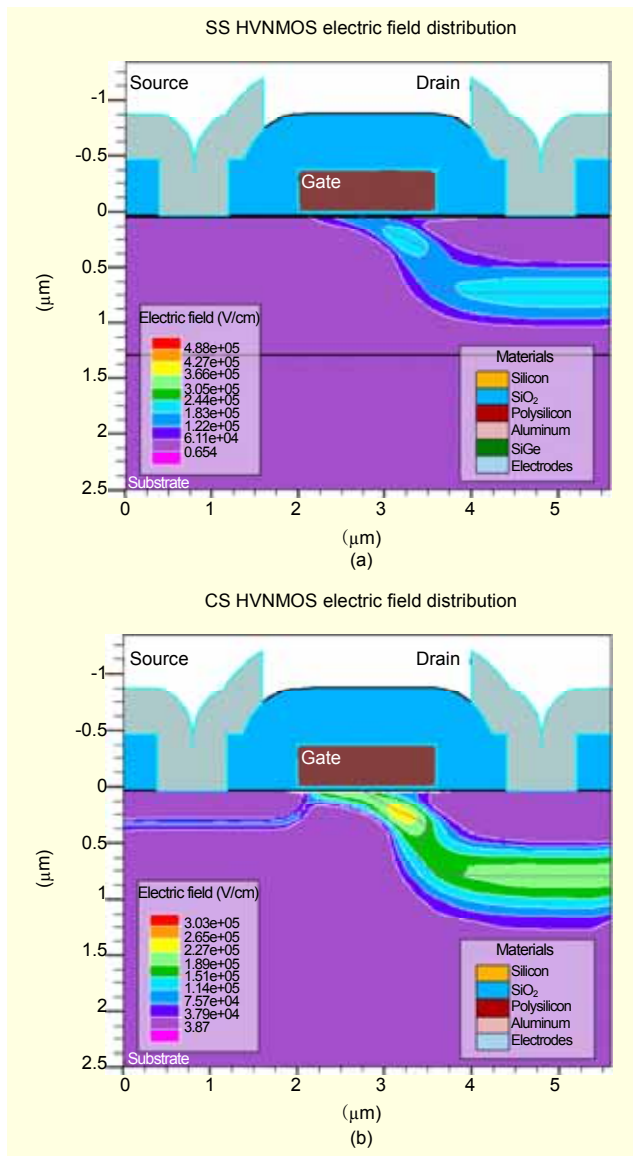 SS HVNMOS electric field distribution
Source
Drain
-1
-0.5
Gate
0
0.5
(μm)
1
Electric field (V/cm)
4.88e+05
4.27e+05
3.66e+05
3.05e+05
2.44e+05
1.83e+05
1.22e+05
6.11e+04
0.654
Materials
Silicon
SiO₂
Polysilicon
Aluminum
SiGe
Electrodes
1.5
2
2.5
Substrate
0 1 2 3 4 5
(μm)
(a)
CS HVNMOS electric field distribution
Source
Drain
-1
-0.5
Gate
0
0.5
(μm)
1
Electric field (V/cm)
3.03e+05
2.65e+05
2.27e+05
1.89e+05
1.51e+05
1.14e+05
7.57e+04
3.79e+04
3.87
Materials
Silicon
SiO₂
Polysilicon
Aluminum
Electrodes
1.5
2
2.5
Substrate
0 1 2 3 4 5
(μm)
(b)